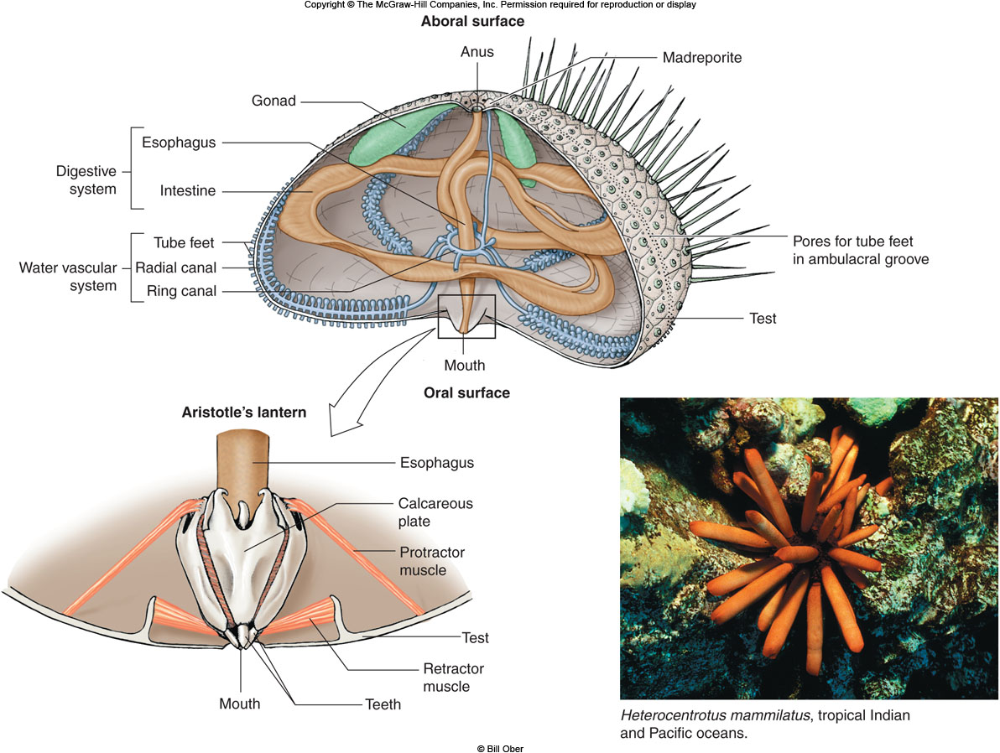 Copyright © The McGraw-Hill Companies, Inc. Permission required for reproduction or display
Aboral surface
Anus
Madreporite
Gonad
Esophagus
Digestive
system
Intestine
Tube feet
Water vascular
system
Radial canal
Ring canal
Pores for tube feet
in ambulacral groove
Test
Mouth
Oral surface
Aristotle's lantern
Esophagus
Calcareous
plate
Protractor
muscle
Test
Retractor
muscle
Mouth
Teeth
Heterocentrotus mammilatus, tropical Indian
and Pacific oceans.
© Bill Ober